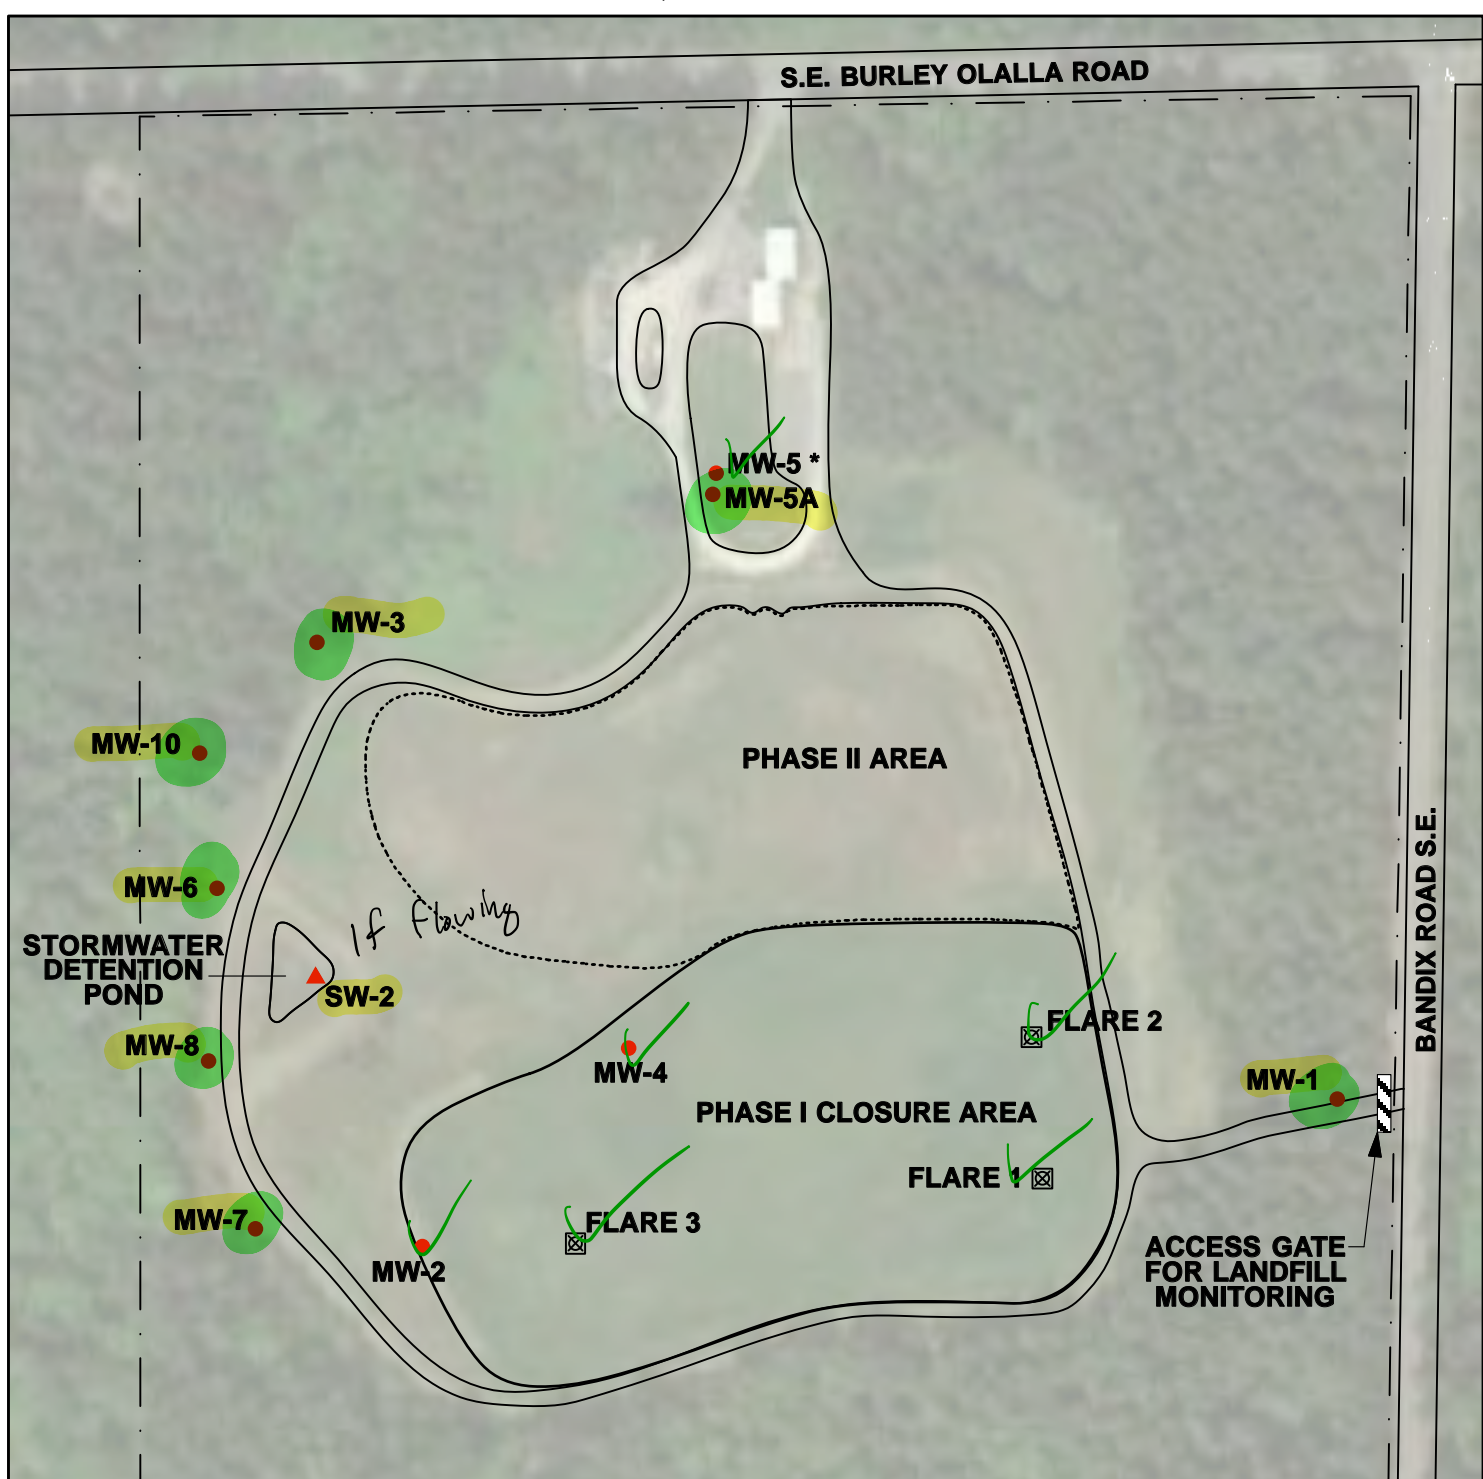 S.E. BURLEY OLALLA ROAD
MW-5 *
MW-5A
MW-3
MW-10
PHASE II AREA
MW-6
If flowing
STORMWATER
DETENTION
POND
SW-2
BANDIX ROAD S.E.
MW-8
FLARE 2
MW-4
MW-1
PHASE I CLOSURE AREA
FLARE 1
MW-7
FLARE 3
MW-2
ACCESS GATE
FOR LANDFILL
MONITORING